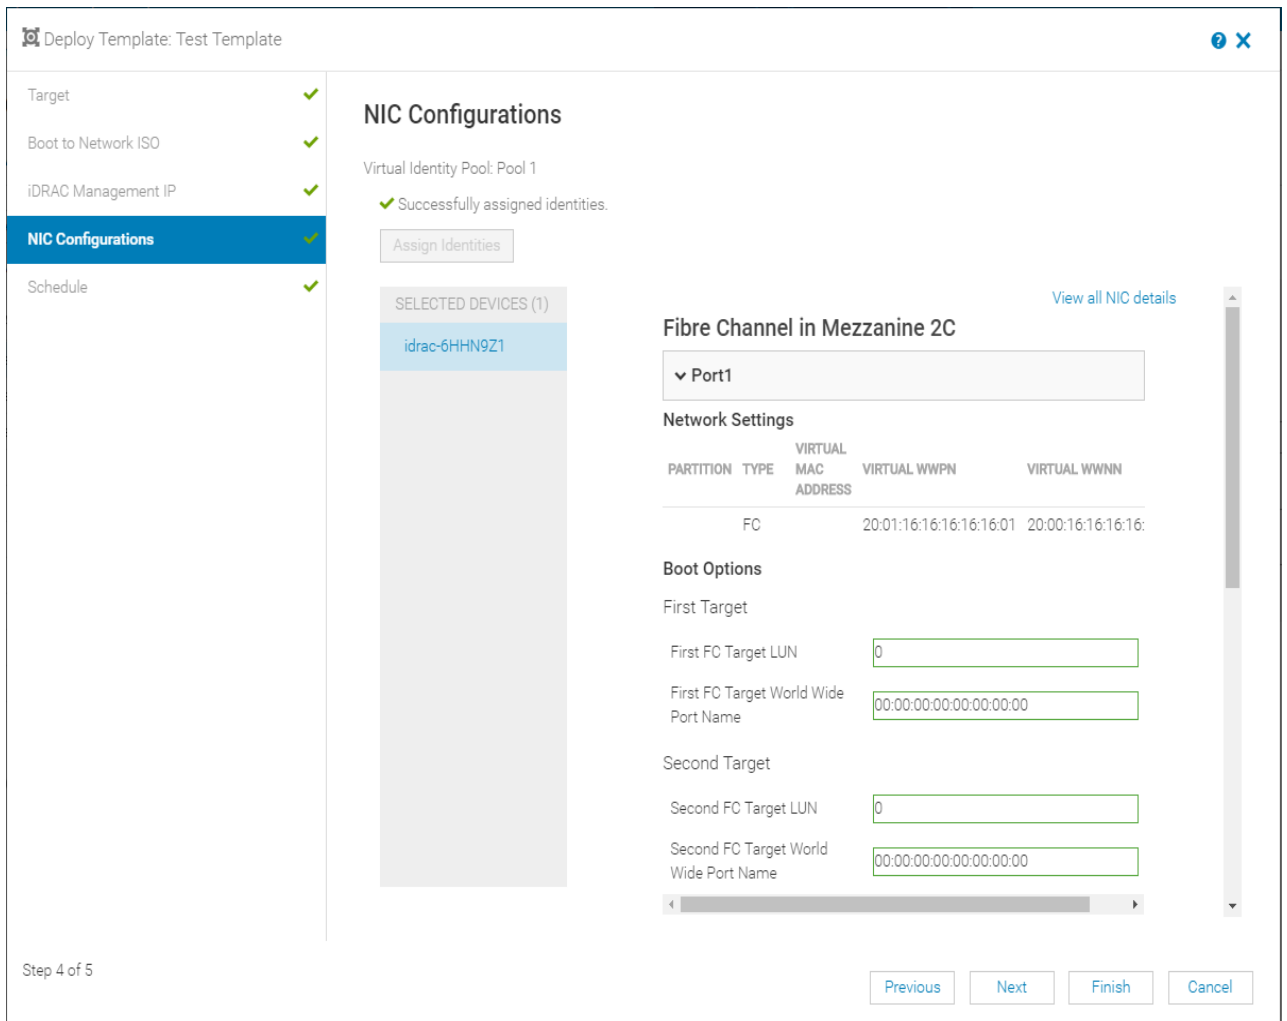 Deploy Template: Test Template
Target
Boot to Network ISO
iDRAC Management IP
NIC Configurations
Schedule
NIC Configurations
Virtual Identity Pool: Pool 1
Successfully assigned identities.
Assign Identities
SELECTED DEVICES (1)
idrac-6HHN9Z1
View all NIC details
Fibre Channel in Mezzanine 2C
Port1
Network Settings
PARTITION TYPE VIRTUAL MAC ADDRESS VIRTUAL WWPN VIRTUAL WWNN
FC 20:01:16:16:16:16:16:01 20:00:16:16:16:16:
Boot Options
First Target
First FC Target LUN 0
First FC Target World Wide
Port Name 00:00:00:00:00:00:00:00
Second Target
Second FC Target LUN 0
Second FC Target World
Wide Port Name 00:00:00:00:00:00:00:00
Step 4 of 5
Previous Next Finish Cancel